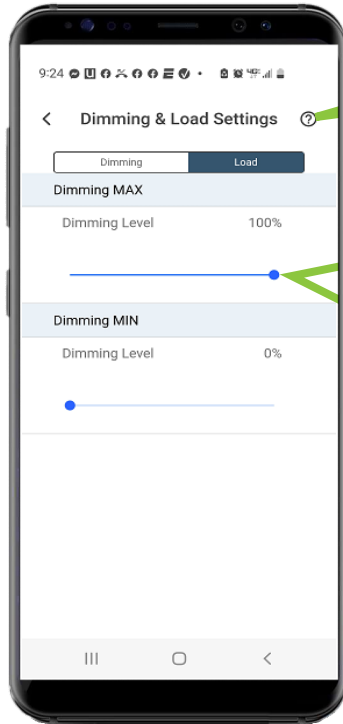 9:24
Dimming & Load Settings
Dimming Load
Dimming MAX
Dimming Level 100%
Dimming MIN
Dimming Level 0%